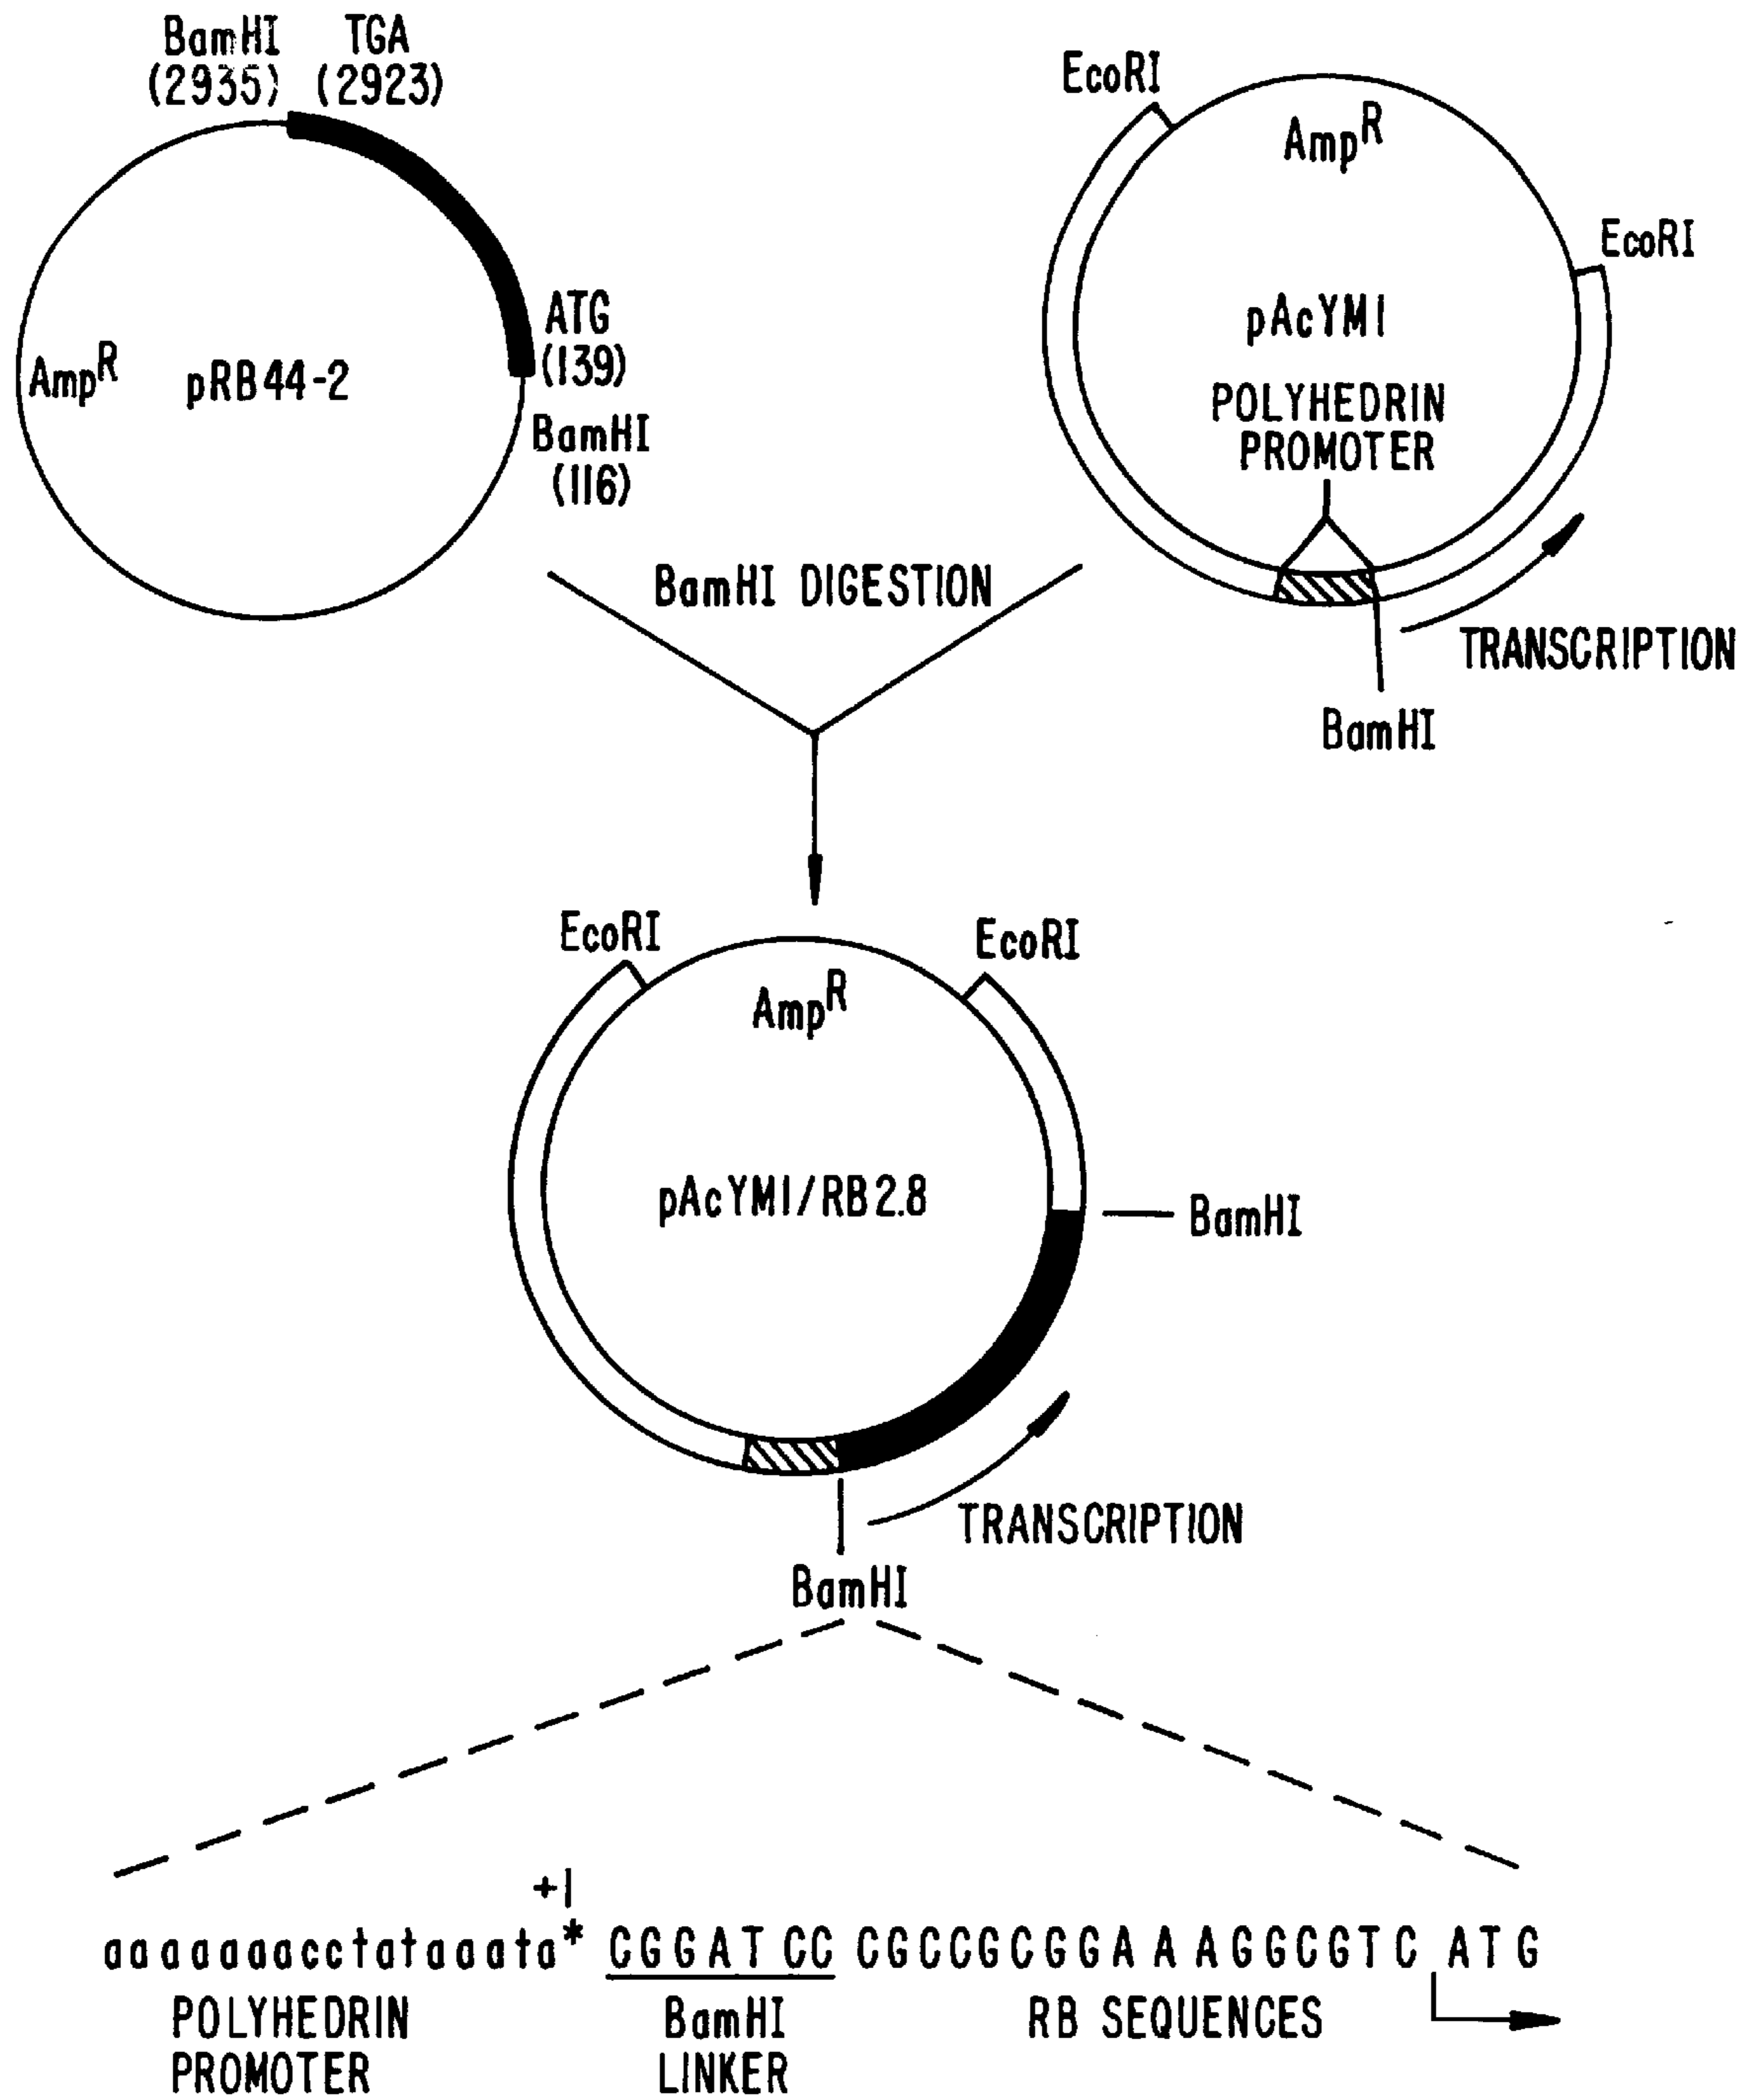 BamHI TGA
(2935) (2923)
AmpR pRB44-2
ATG
(139)
BamHI
(116)
EcoRI
AmpR
EcoRI
pAcYM1
POLYHEDRIN
PROMOTER
TRANSCRIPTION
BamHI
BamHI DIGESTION
EcoRI
EcoRI
AmpR
pAcYM1/RB2.8
BamHI
TRANSCRIPTION
BamHI
+1
aaaaaaacctataaata* CGGATCC CGCCGCGGAAAGGCGTC ATG
POLYHEDRIN
PROMOTER
BamHI
LINKER
RB SEQUENCES